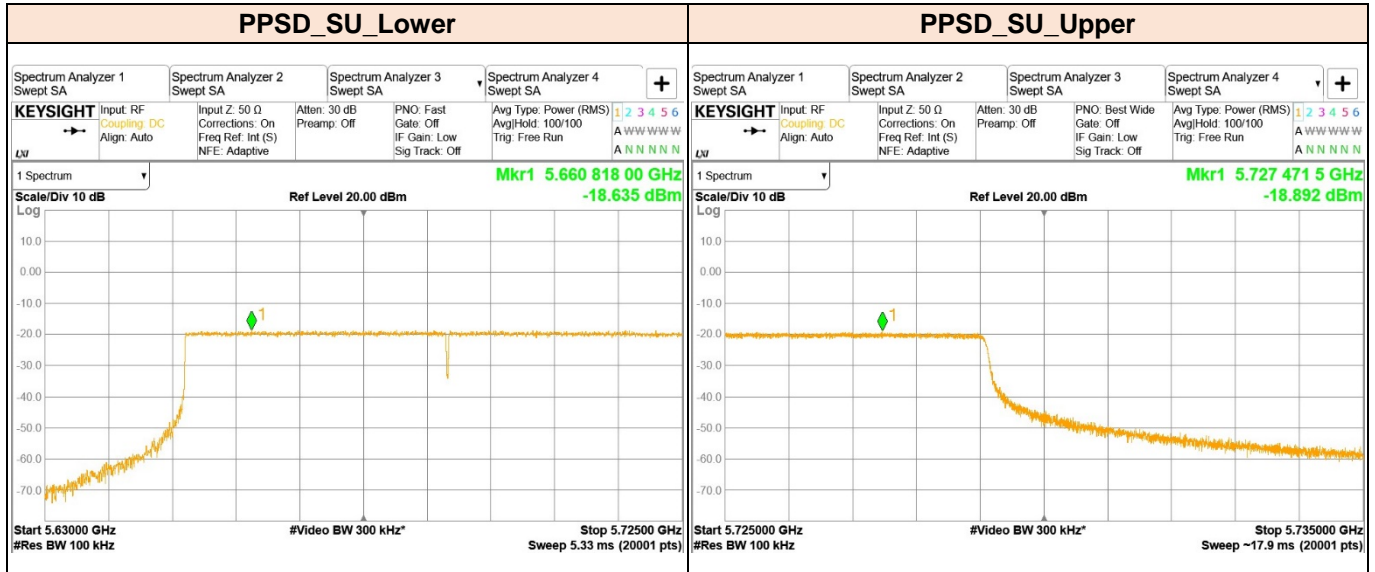 PPSD_SU_Lower
PPSD_SU_Upper
Spectrum Analyzer 1
Swept SA
Spectrum Analyzer 2
Swept SA
Spectrum Analyzer 3
Swept SA
Spectrum Analyzer 4
Swept SA
+
KEYSIGHT
LXI
Input: RF
Coupling: DC
Align: Auto
Input Z: 50 Ω
Corrections: On
Freq Ref: Int (S)
NFE: Adaptive
Atten: 30 dB
Preamp: Off
PNO: Fast
Gate: Off
IF Gain: Low
Sig Track: Off
Avg Type: Power (RMS)
Avg|Hold: 100/100
Trig: Free Run
1 2 3 4 5 6
A W W W W W
A N N N N N
1 Spectrum
Scale/Div 10 dB
Ref Level 20.00 dBm
Mkr1 5.660 818 00 GHz
-18.635 dBm
Log
10.0
0.00
-10.0
-20.0
-30.0
-40.0
-50.0
-60.0
-70.0
1
Start 5.63000 GHz
#Res BW 100 kHz
#Video BW 300 kHz*
Stop 5.72500 GHz
Sweep 5.33 ms (20001 pts)
Spectrum Analyzer 1
Swept SA
Spectrum Analyzer 2
Swept SA
Spectrum Analyzer 3
Swept SA
Spectrum Analyzer 4
Swept SA
+
KEYSIGHT
LXI
Input: RF
Coupling: DC
Align: Auto
Input Z: 50 Ω
Corrections: On
Freq Ref: Int (S)
NFE: Adaptive
Atten: 30 dB
Preamp: Off
PNO: Best Wide
Gate: Off
IF Gain: Low
Sig Track: Off
Avg Type: Power (RMS)
Avg|Hold: 100/100
Trig: Free Run
1 2 3 4 5 6
A W W W W W
A N N N N N
1 Spectrum
Scale/Div 10 dB
Ref Level 20.00 dBm
Mkr1 5.727 471 5 GHz
-18.892 dBm
Log
10.0
0.00
-10.0
-20.0
-30.0
-40.0
-50.0
-60.0
-70.0
1
Start 5.725000 GHz
#Res BW 100 kHz
#Video BW 300 kHz*
Stop 5.735000 GHz
Sweep ~17.9 ms (20001 pts)